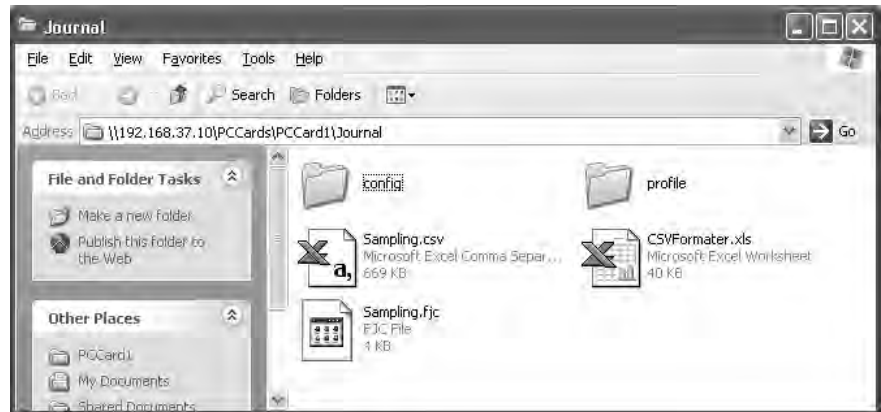 Journal
File Edit View Favorites Tools Help
Back Search Folders
Address \\192.168.37.10\PCCards\PCCard1\Journal Go
File and Folder Tasks
Make a new folder
Publish this folder to
the Web
Other Places
PCCard1
My Documents
Shared Documents
config
profile
Sampling.csv
Microsoft Excel Comma Separ...
669 KB
CSVFormater.xls
Microsoft Excel Worksheet
40 KB
Sampling.fjc
FJC File
4 KB